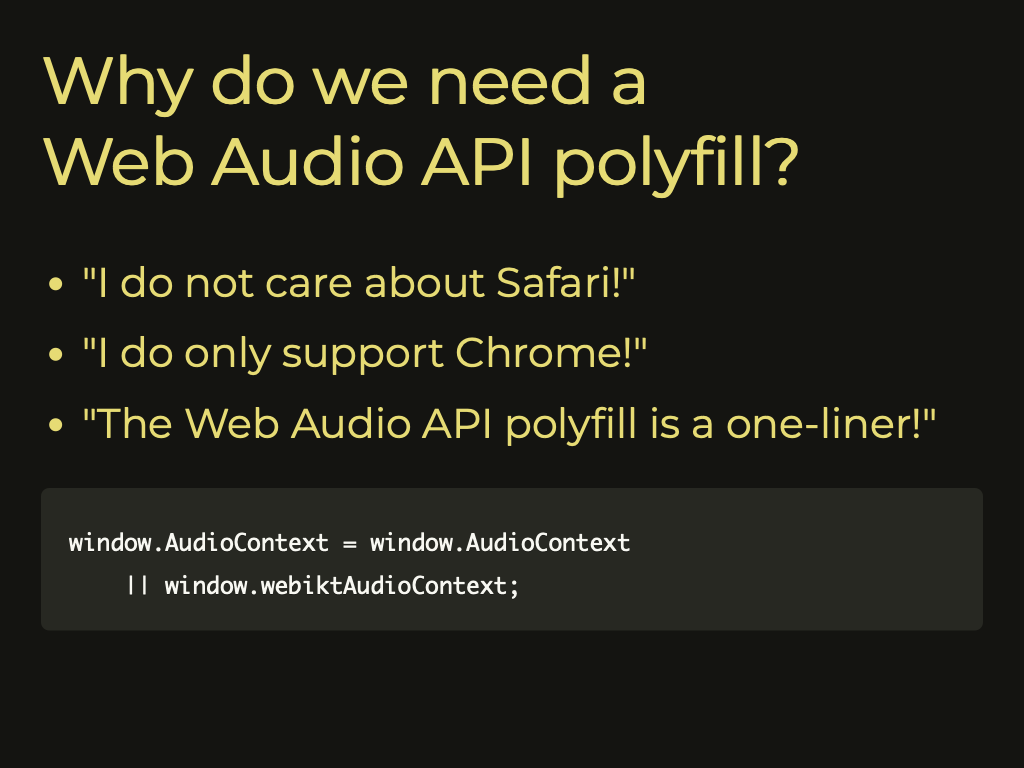 Why do we need a
Web Audio API polyfill?
• "I do not care about Safari!"
• "I do only support Chrome!"
• "The Web Audio API polyfill is a one-liner!"
window.AudioContext = window.AudioContext
    || window.webiktAudioContext;